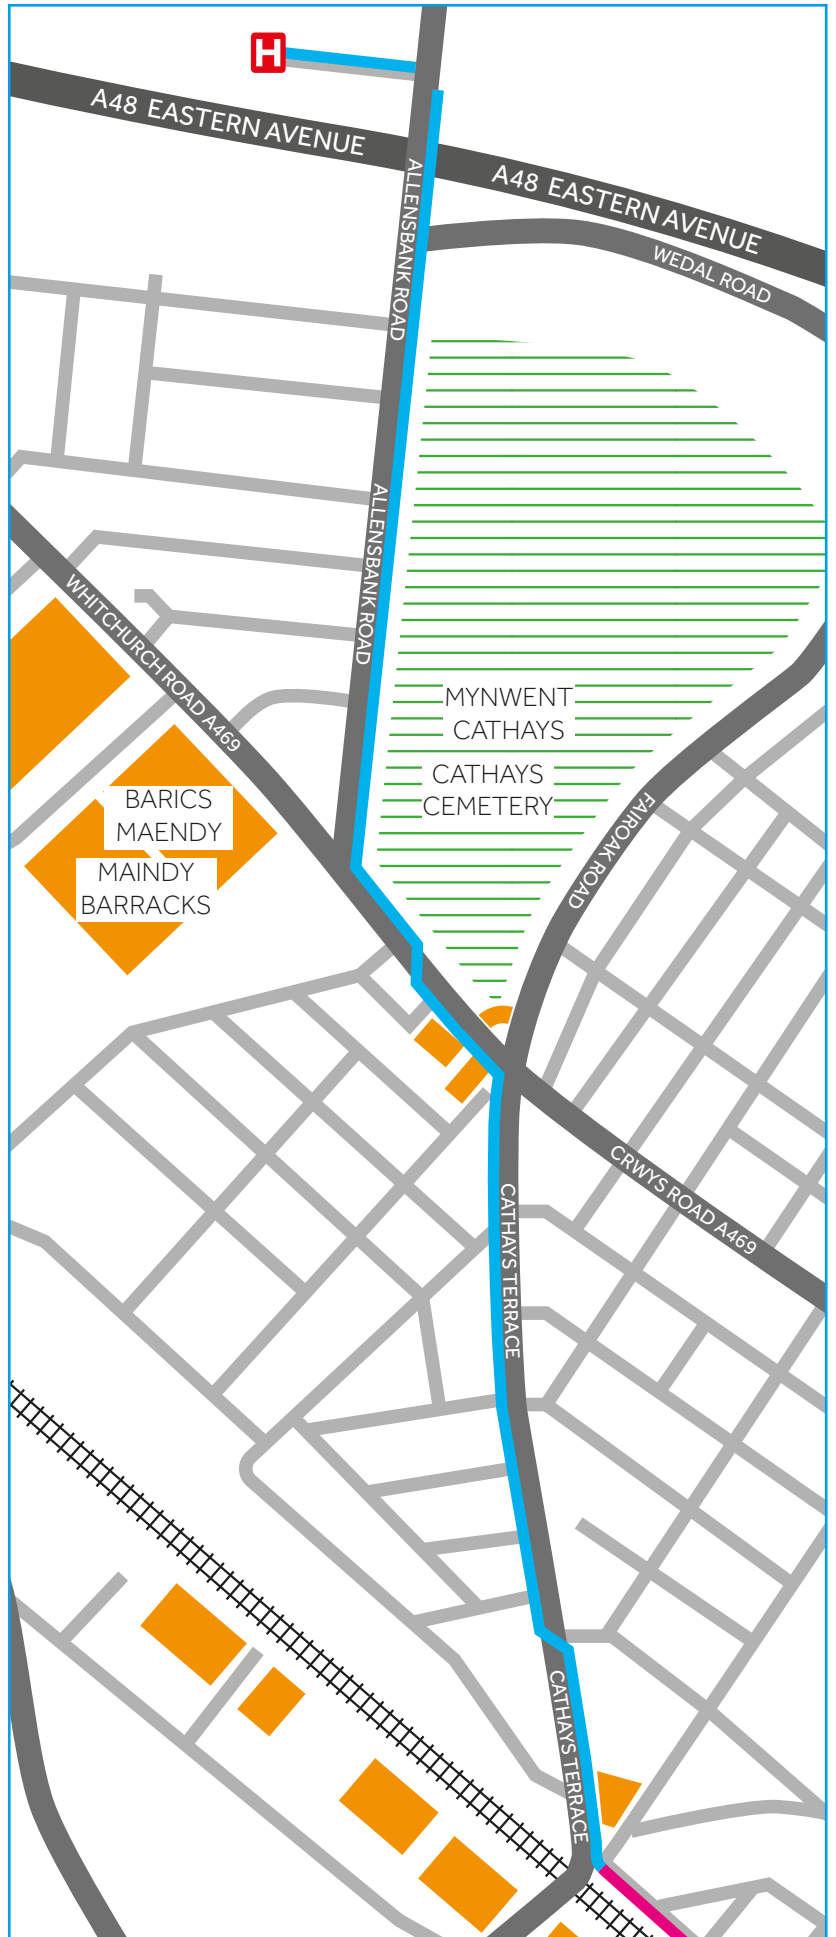 H
A48 EASTERN AVENUE
A48 EASTERN AVENUE
ALLENSBANK ROAD
WEDAL ROAD
ALLENSBANK ROAD
WHITCHURCH ROAD A469
MYNWENT
CATHAYS
CATHAYS
CEMETERY
FAIROAK ROAD
BARICS
MAENDY
MAINDY
BARRACKS
CRWYS ROAD A469
CATHAYS TERRACE
CATHAYS TERRACE